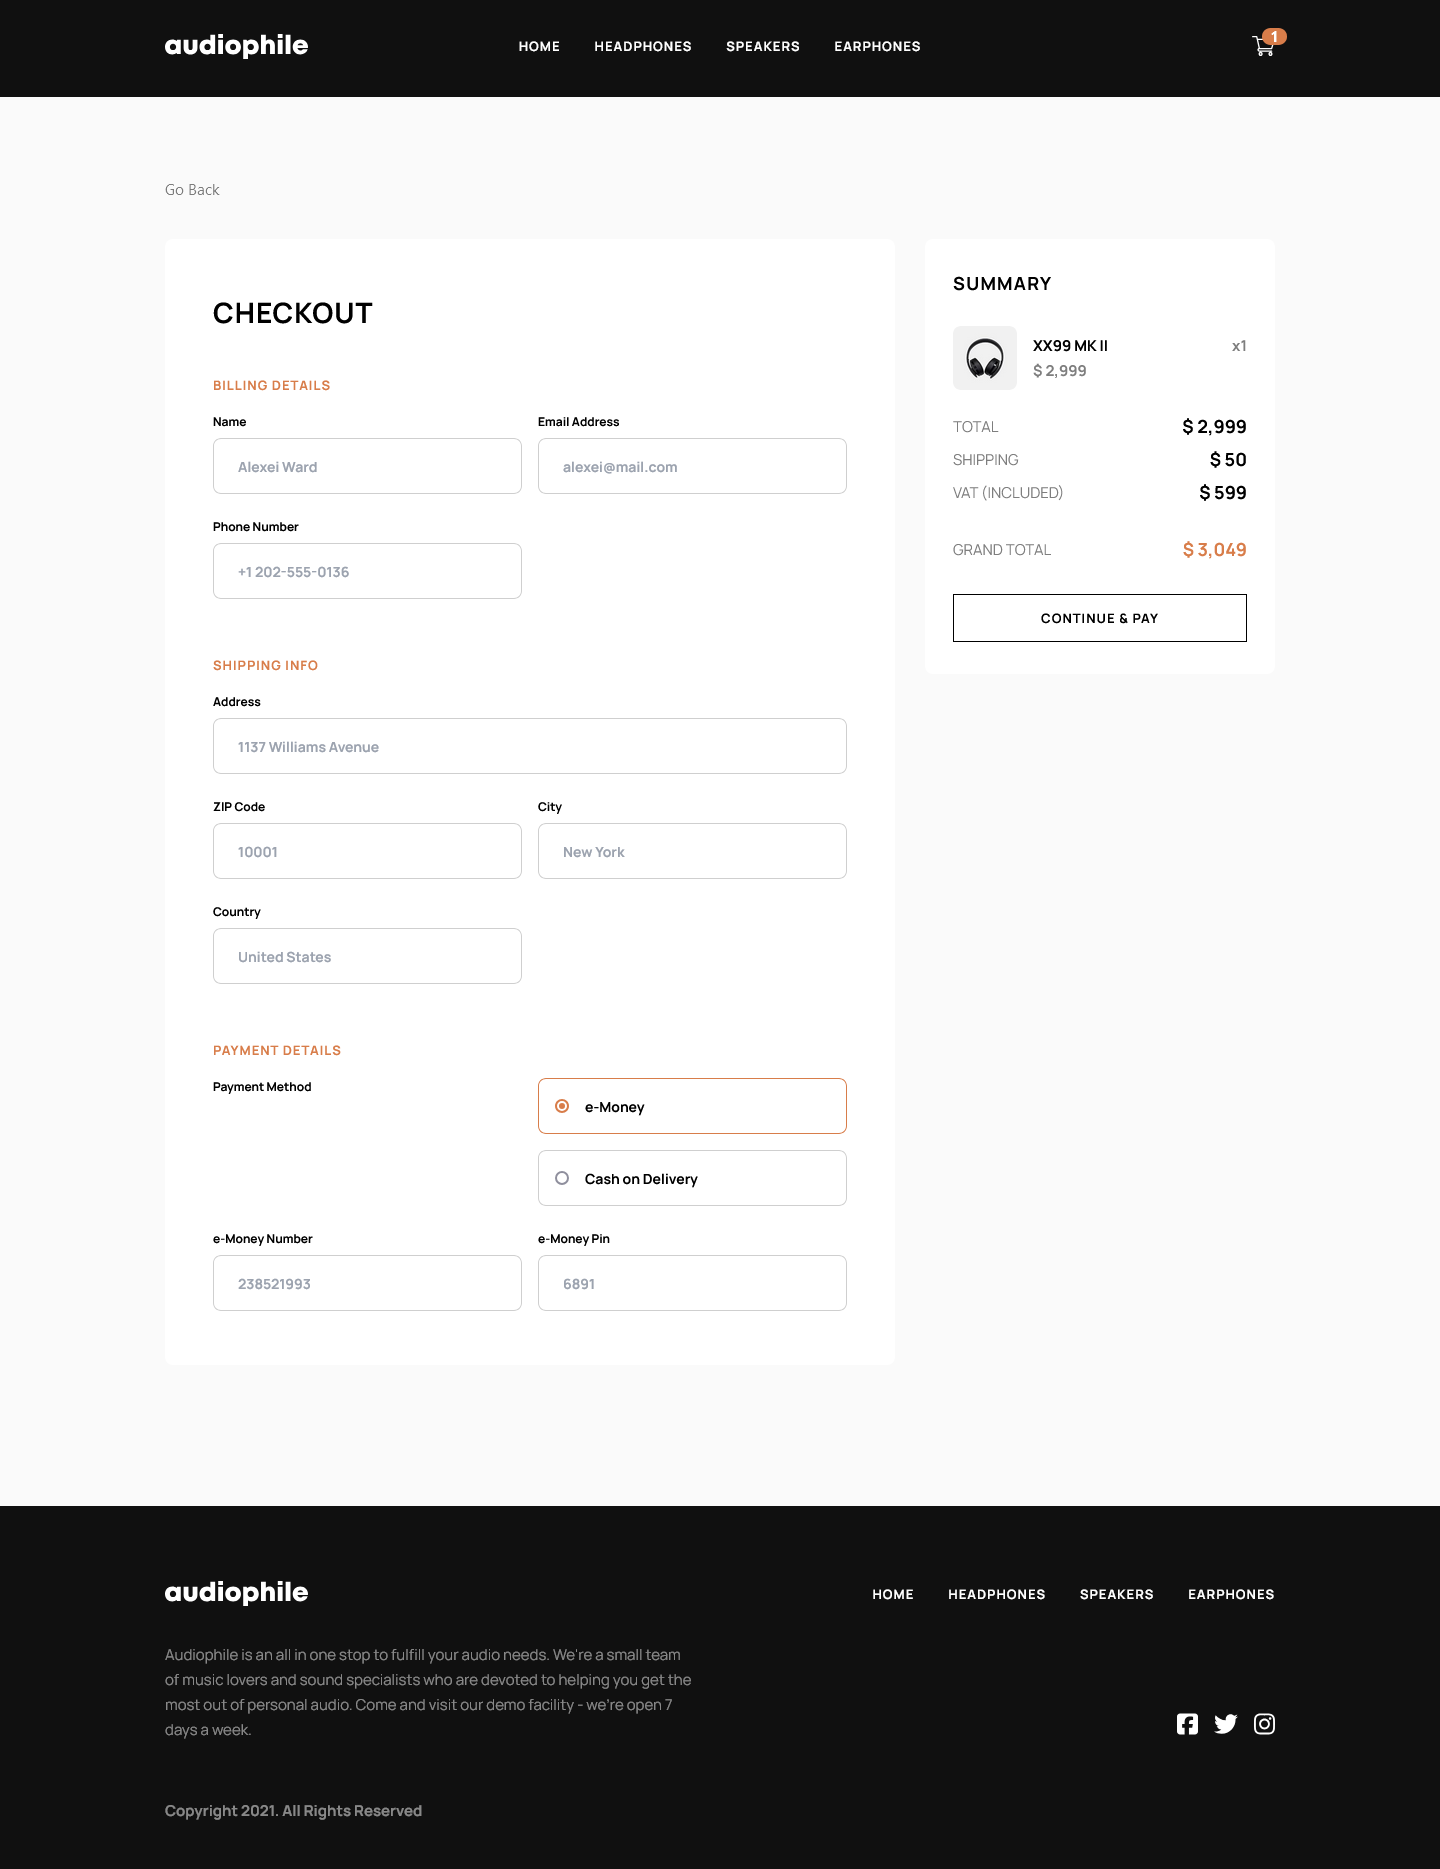 audiophile
HOME HEADPHONES SPEAKERS EARPHONES
1
Go Back
CHECKOUT
BILLING DETAILS
Name Email Address
Alexei Ward alexei@mail.com
Phone Number
+1 202-555-0136
SHIPPING INFO
Address
1137 Williams Avenue
ZIP Code City
10001 New York
Country
United States
PAYMENT DETAILS
Payment Method
e-Money
Cash on Delivery
e-Money Number e-Money Pin
238521993 6891
SUMMARY
XX99 MK II x1
$ 2,999
TOTAL $ 2,999
SHIPPING $ 50
VAT (INCLUDED) $ 599
GRAND TOTAL $ 3,049
CONTINUE & PAY
audiophile
HOME HEADPHONES SPEAKERS EARPHONES
Audiophile is an all in one stop to fulfill your audio needs. We're a small team
of music lovers and sound specialists who are devoted to helping you get the
most out of personal audio. Come and visit our demo facility - we're open 7
days a week.
Copyright 2021. All Rights Reserved